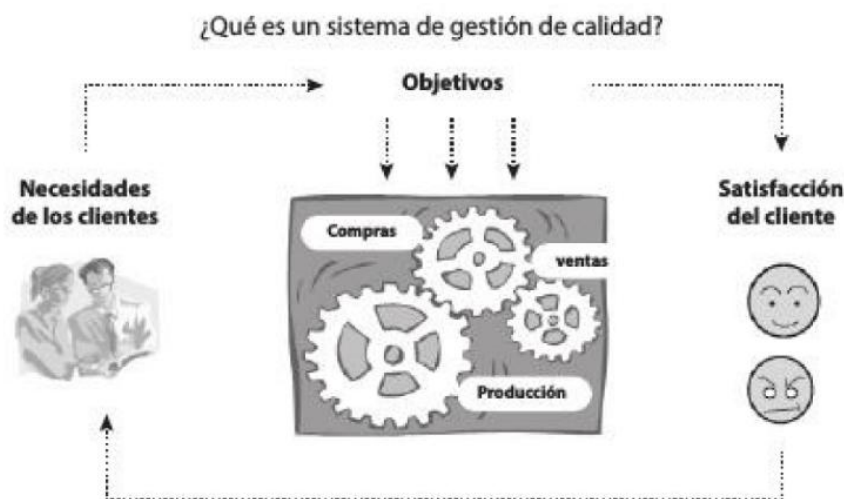 ¿Qué es un sistema de gestión de calidad?
Objetivos
Necesidades
de los clientes
Satisfacción
del cliente
Compras
ventas
Producción